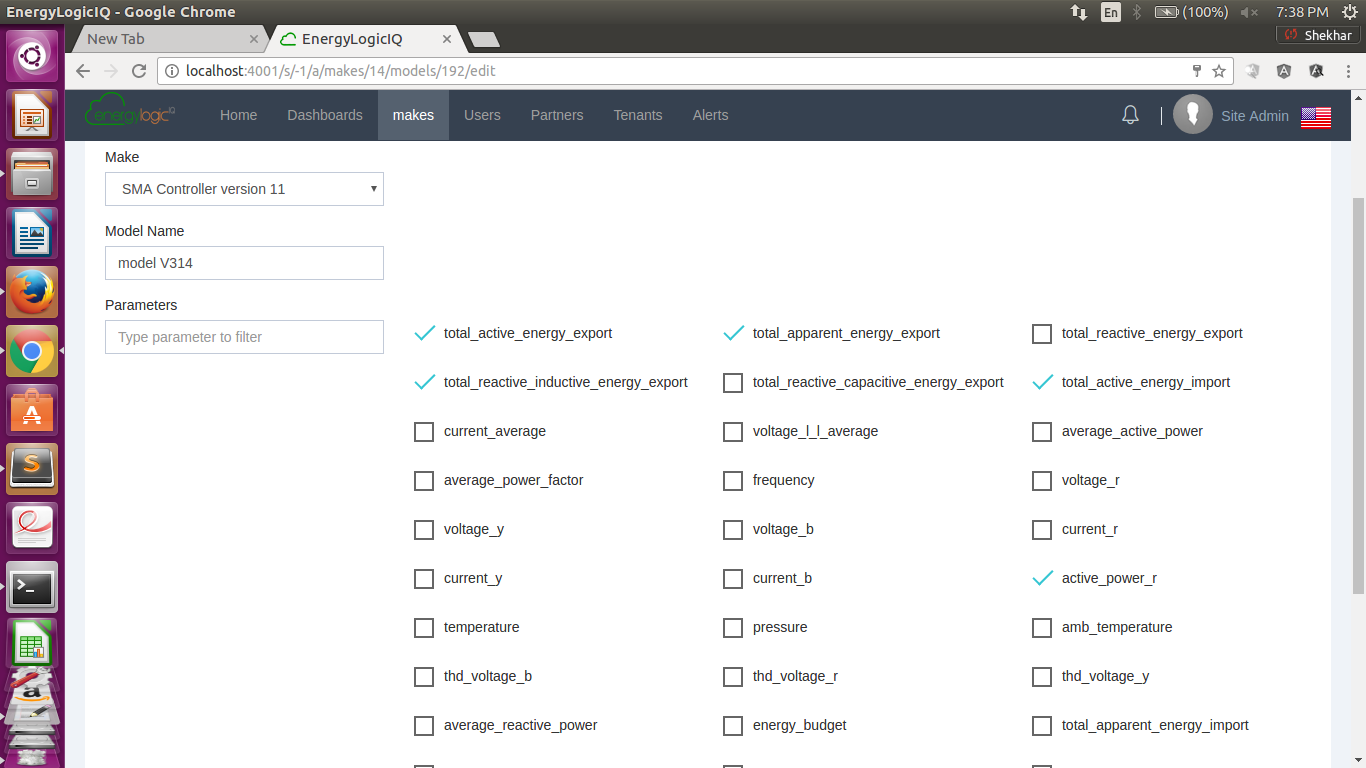 EnergyLogicIQ - Google Chrome
En
(100%)
7:38 PM
New Tab
EnergyLogicIQ
Shekhar
localhost:4001/s/-1/a/makes/14/models/192/edit
energylogic IQ
Home
Dashboards
makes
Users
Partners
Tenants
Alerts
Site Admin
Make
SMA Controller version 11
Model Name
model V314
Parameters
Type parameter to filter
total_active_energy_export
total_apparent_energy_export
total_reactive_energy_export
total_reactive_inductive_energy_export
total_reactive_capacitive_energy_export
total_active_energy_import
current_average
voltage_l_l_average
average_active_power
average_power_factor
frequency
voltage_r
voltage_y
voltage_b
current_r
current_y
current_b
active_power_r
temperature
pressure
amb_temperature
thd_voltage_b
thd_voltage_r
thd_voltage_y
average_reactive_power
energy_budget
total_apparent_energy_import